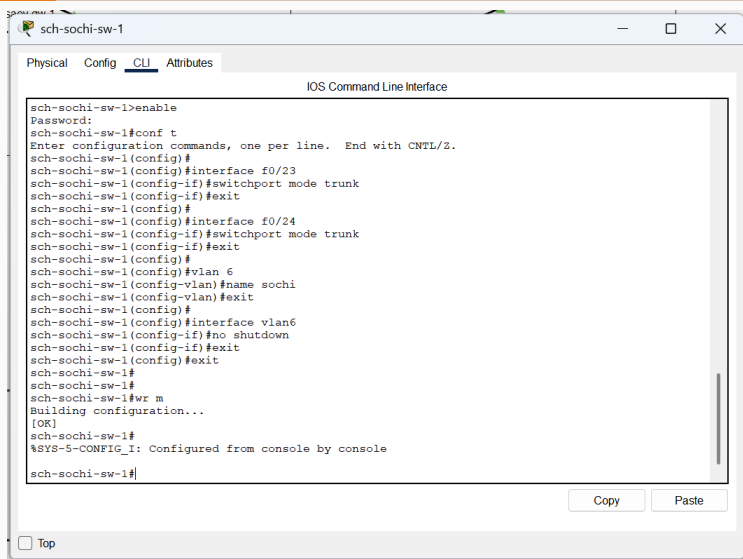 sch-sochi-sw-1
Physical Config CLI Attributes
IOS Command Line Interface
sch-sochi-sw-1>enable
Password:
sch-sochi-sw-1#conf t
Enter configuration commands, one per line.  End with CNTL/Z.
sch-sochi-sw-1(config)#
sch-sochi-sw-1(config)#interface f0/23
sch-sochi-sw-1(config-if)#switchport mode trunk
sch-sochi-sw-1(config-if)#exit
sch-sochi-sw-1(config)#
sch-sochi-sw-1(config)#interface f0/24
sch-sochi-sw-1(config-if)#switchport mode trunk
sch-sochi-sw-1(config-if)#exit
sch-sochi-sw-1(config)#
sch-sochi-sw-1(config)#vlan 6
sch-sochi-sw-1(config-vlan)#name sochi
sch-sochi-sw-1(config-vlan)#exit
sch-sochi-sw-1(config)#
sch-sochi-sw-1(config)#interface vlan6
sch-sochi-sw-1(config-if)#no shutdown
sch-sochi-sw-1(config-if)#exit
sch-sochi-sw-1(config)#exit
sch-sochi-sw-1#
sch-sochi-sw-1#
sch-sochi-sw-1#wr m
Building configuration...
[OK]
sch-sochi-sw-1#
%SYS-5-CONFIG_I: Configured from console by console
sch-sochi-sw-1#
Copy Paste
Top